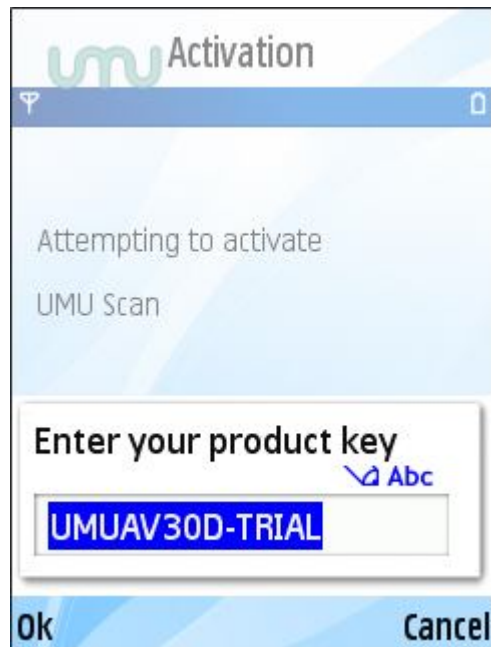 umu Activation
Attempting to activate
UMU Scan
Enter your product key
Abc
UMUAV30D-TRIAL
Ok Cancel